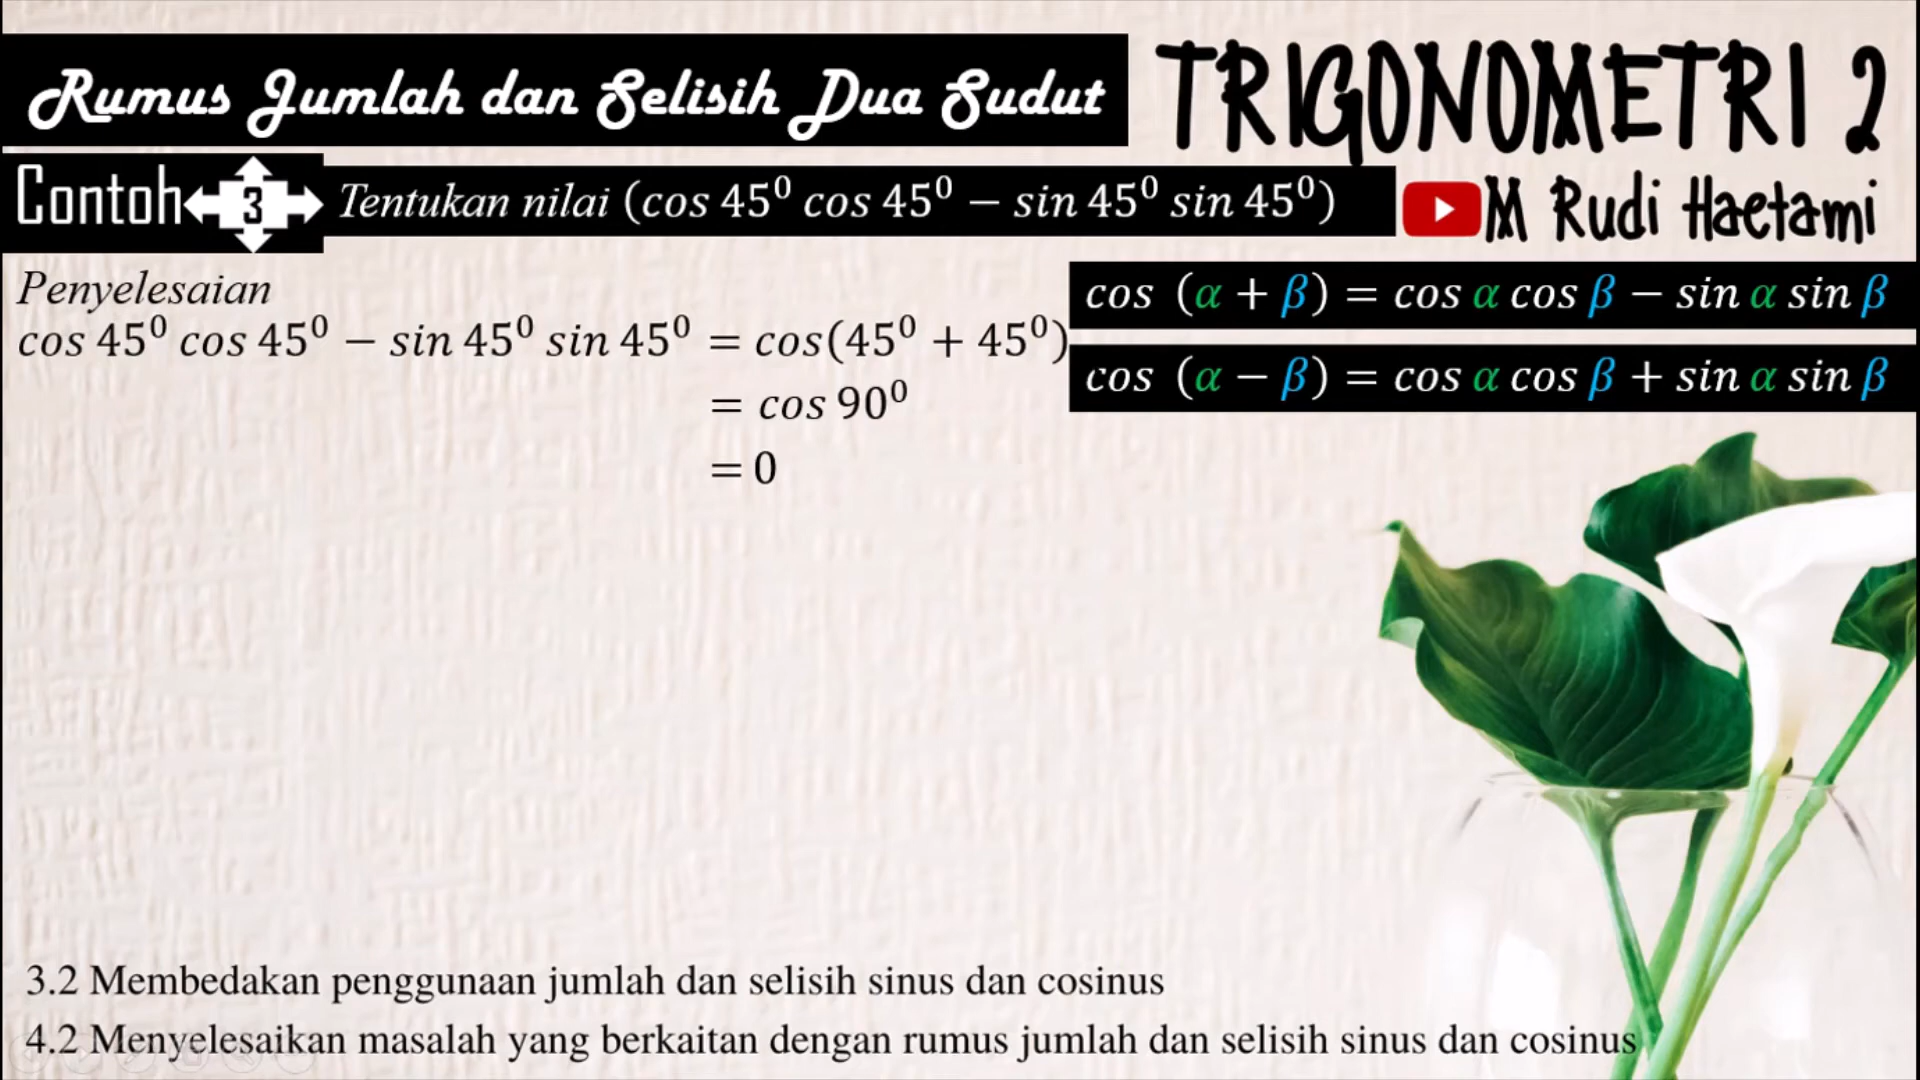 Rumus Jumlah dan Selisih Dua Sudut
TRIGONOMETRI 2
Contoh 3 Tentukan nilai (cos 45⁰ cos 45⁰ − sin 45⁰ sin 45⁰)
M Rudi Haetami
Penyelesaian
cos 45⁰ cos 45⁰ − sin 45⁰ sin 45⁰ = cos(45⁰ + 45⁰)
= cos 90⁰
= 0
cos (α + β) = cos α cos β − sin α sin β
cos (α − β) = cos α cos β + sin α sin β
3.2 Membedakan penggunaan jumlah dan selisih sinus dan cosinus
4.2 Menyelesaikan masalah yang berkaitan dengan rumus jumlah dan selisih sinus dan cosinus